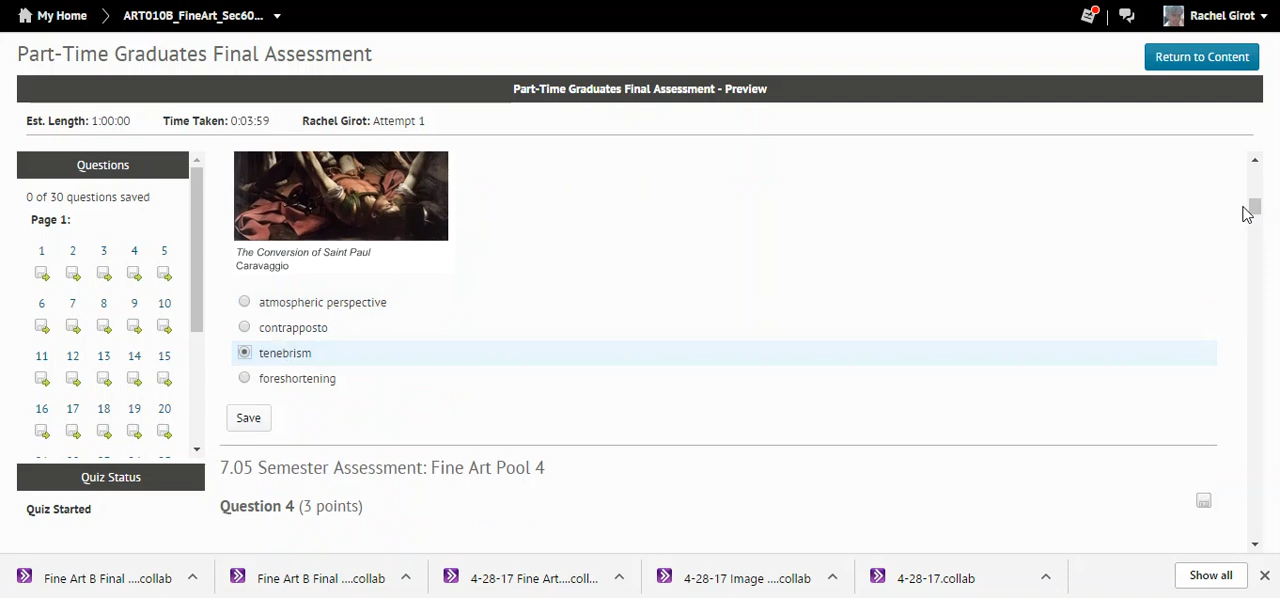 My Home ART010B_FineArt_Sec60... Rachel Girot
Part-Time Graduates Final Assessment
Return to Content
Part-Time Graduates Final Assessment - Preview
Est. Length: 1:00:00 Time Taken: 0:03:59 Rachel Girot: Attempt 1
Questions
0 of 30 questions saved
Page 1:
1 2 3 4 5
6 7 8 9 10
11 12 13 14 15
16 17 18 19 20
Quiz Status
Quiz Started
The Conversion of Saint Paul
Caravaggio
atmospheric perspective
contrapposto
tenebrism
foreshortening
Save
7.05 Semester Assessment: Fine Art Pool 4
Question 4 (3 points)
Fine Art B Final ....collab Fine Art B Final ....collab 4-28-17 Fine Art....coll... 4-28-17 Image ....collab 4-28-17.collab Show all